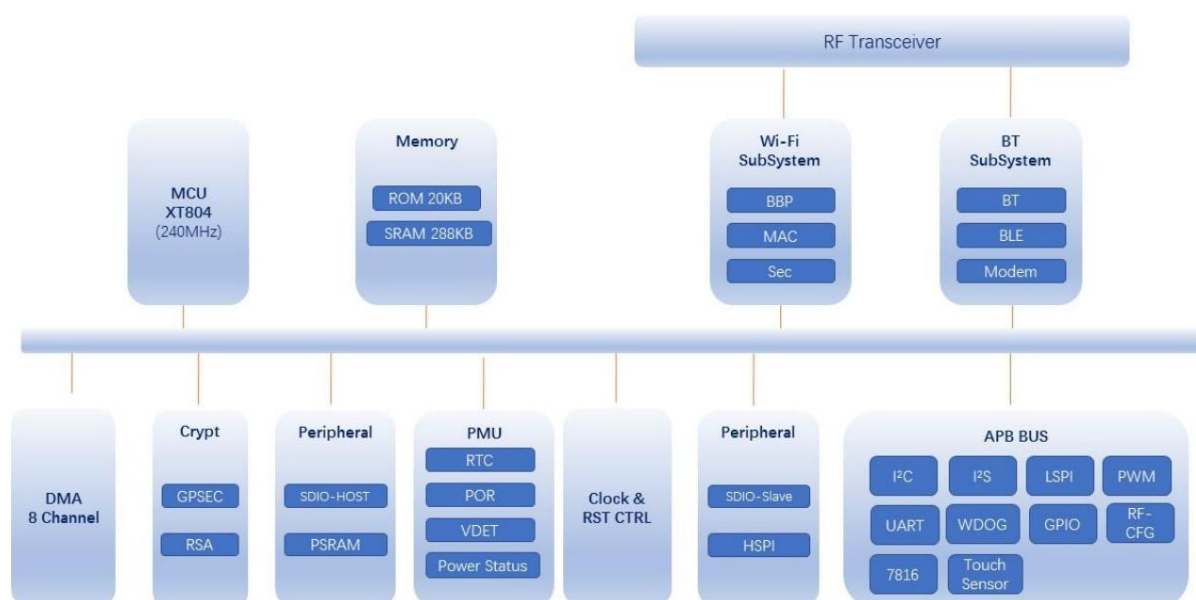 RF Transceiver
MCU
XT804
(240MHz)
Memory
ROM 20KB
SRAM 288KB
Wi-Fi
SubSystem
BBP
MAC
Sec
BT
SubSystem
BT
BLE
Modem
DMA
8 Channel
Crypt
GPSEC
RSA
Peripheral
SDIO-HOST
PSRAM
PMU
RTC
POR
VDET
Power Status
Clock &
RST CTRL
Peripheral
SDIO-Slave
HSPI
APB BUS
I²C
I²S
LSPI
PWM
UART
WDOG
GPIO
RF-
CFG
7816
Touch
Sensor